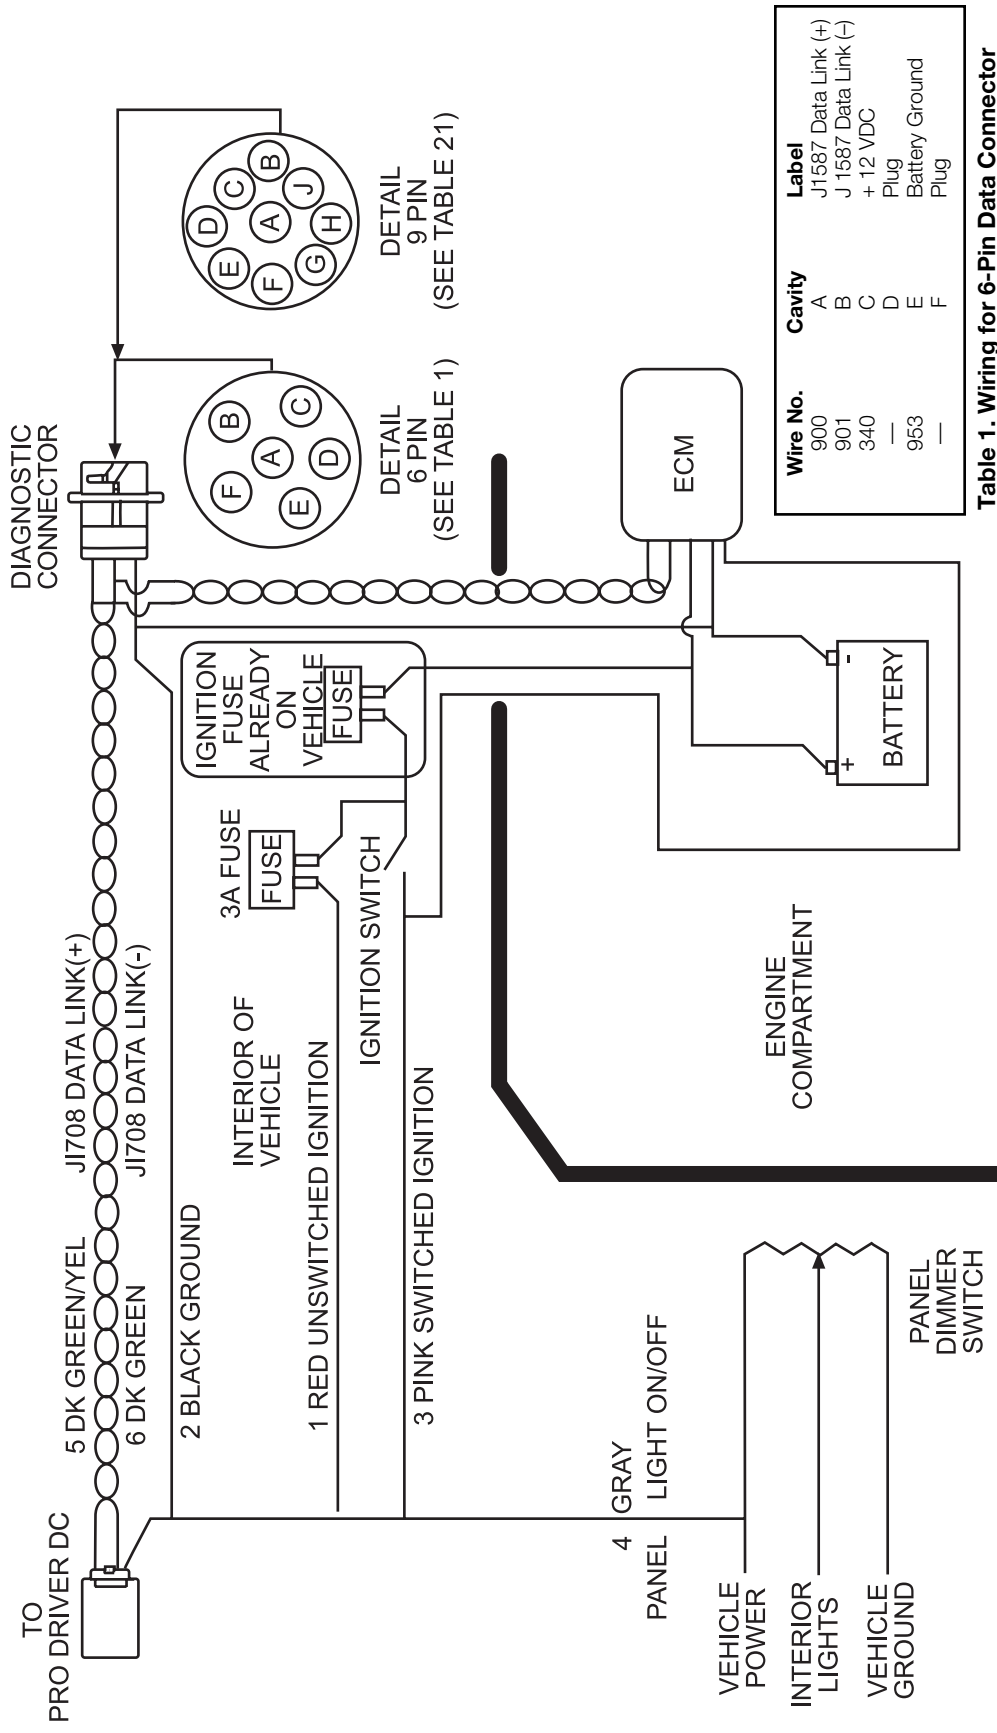 TO
PRO DRIVER DC
5 DK GREEN/YEL
JI708 DATA LINK(+)
6 DK GREEN
JI708 DATA LINK(-)
DIAGNOSTIC
CONNECTOR
2 BLACK GROUND
1 RED UNSWITCHED IGNITION
3 PINK SWITCHED IGNITION
INTERIOR OF
VEHICLE
3A FUSE
FUSE
IGNITION SWITCH
IGNITION
FUSE
ALREADY
ON
VEHICLE
FUSE
F
B
A
E
D
C
DETAIL
6 PIN
(SEE TABLE 1)
D
C
E
A
B
F
J
G
H
DETAIL
9 PIN
(SEE TABLE 21)
4 GRAY
PANEL LIGHT ON/OFF
VEHICLE
POWER
INTERIOR
LIGHTS
VEHICLE
GROUND
PANEL
DIMMER
SWITCH
ENGINE
COMPARTMENT
+ -
BATTERY
ECM
Wire No. Cavity Label
900 A J1587 Data Link (+)
901 B J 1587 Data Link (–)
340 C + 12 VDC
— D Plug
953 E Battery Ground
— F Plug
Table 1. Wiring for 6-Pin Data Connector